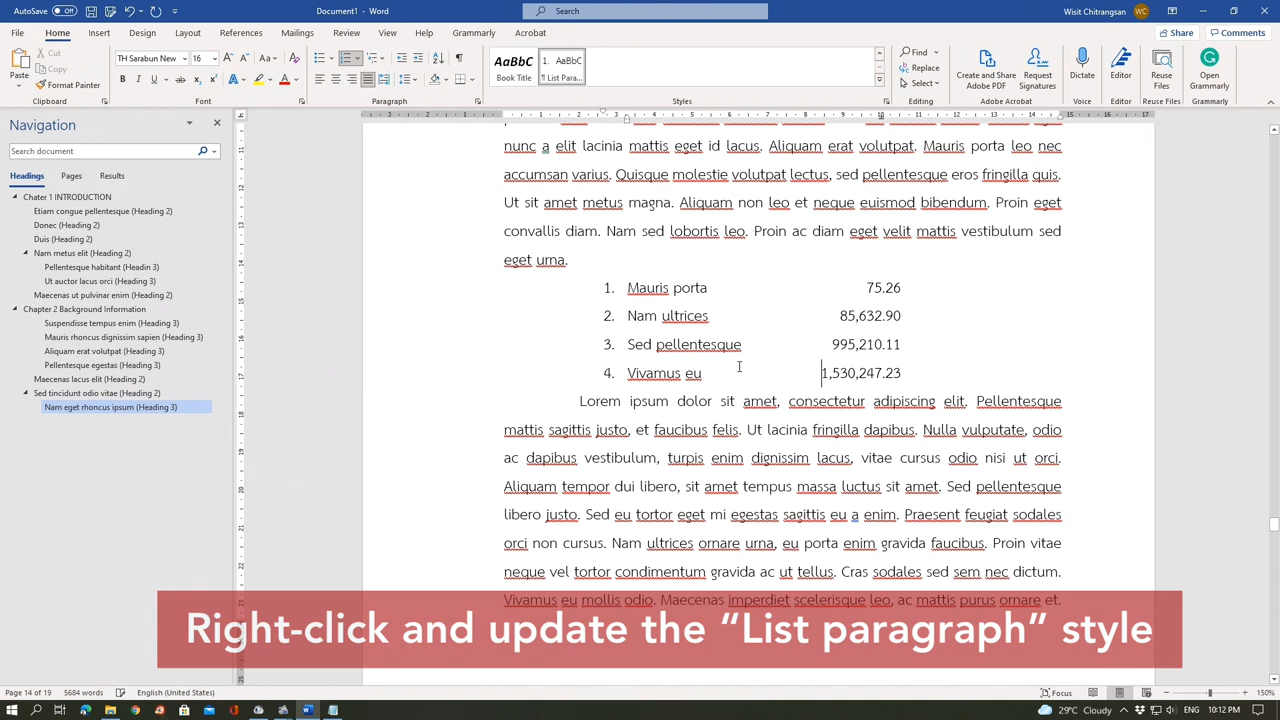 Document1 - Word
Search
Wisit Chirangsan
File
Home
Insert
Draw
Design
Layout
References
Mailings
Review
View
Help
Grammarly
Acrobat
Share
Comments
Cut
Copy
Format Painter
Paste
Clipboard
TH Sarabun New
16
Font
Paragraph
AaBbC
Book Title
1. AaBbC
¶ List Para...
Styles
Find
Replace
Select
Editing
Create and Share
Adobe PDF
Request
Signatures
Adobe Acrobat
Dictate
Voice
Editor
Editor
Reuse
Files
Reuse Files
Open
Grammarly
Grammarly
Navigation
Search document
Headings
Pages
Results
Chater 1 INTRODUCTION
Etiam congue pellentesque (Heading 2)
Donec (Heading 2)
Duis (Heading 2)
Nam metus elit (Heading 2)
Pellentesque habitant (Headin 3)
Ut auctor lacus orci (Heading 3)
Maecenas ut pulvinar enim (Heading 2)
Chapter 2 Background Information
Suspendisse tempus enim (Heading 3)
Mauris rhoncus dignissim sapien (Heading 3)
Aliquam erat volutpat (Heading 3)
Pellentesque egestas (Heading 3)
Maecenas varius lacus libero (Heading 2)
Sed tincidunt odio vitae (Heading 2)
Nam eget rhoncus ipsum (Heading 3)
nunc a elit lacinia mattis eget id lacus. Aliquam erat volutpat. Mauris porta leo nec
accumsan varius. Quisque molestie volutpat lectus, sed pellentesque eros fringilla quis.
Ut sit amet metus magna. Aliquam non leo et neque euismod bibendum. Proin eget
convallis diam. Nam sed lobortis leo. Proin ac diam eget velit mattis vestibulum sed
eget urna.
1. Mauris porta 75.26
2. Nam ultrices 85,632.90
3. Sed pellentesque 995,210.11
4. Vivamus eu 1,530,247.23
Lorem ipsum dolor sit amet, consectetur adipiscing elit. Pellentesque
mattis sagittis justo, et faucibus felis. Ut lacinia fringilla dapibus. Nulla vulputate, odio
ac dapibus vestibulum, turpis enim dignissim lacus, vitae cursus odio nisi ut orci.
Aliquam tempor dui libero, sit amet tempus massa luctus sit amet. Sed pellentesque
libero justo. Sed eu tortor eget mi egestas sagittis eu a enim. Praesent feugiat sodales
orci non cursus. Nam ultrices ornare urna, eu porta enim gravida faucibus. Proin vitae
neque vel tortor condimentum gravida ac ut tellus. Cras sodales sed sem nec dictum.
Vivamus eu mollis odio. Maecenas imperdiet scelerisque leo, ac mattis purus ornare et.
Right-click and update the “List paragraph” style
Page 14 of 19
5684 words
English (United States)
Focus
150%
29°C Cloudy
10:12 PM